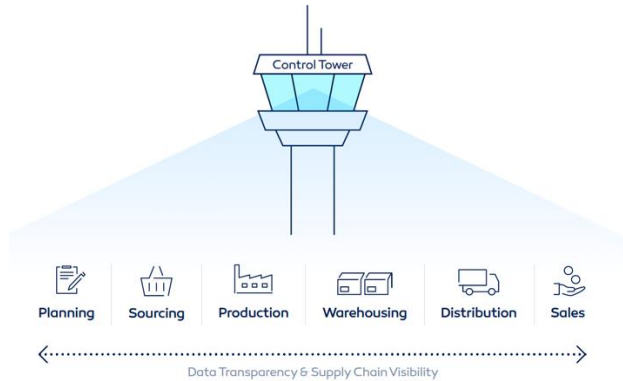 Control Tower
Planning Sourcing Production Warehousing Distribution Sales
Data Transparency & Supply Chain Visibility